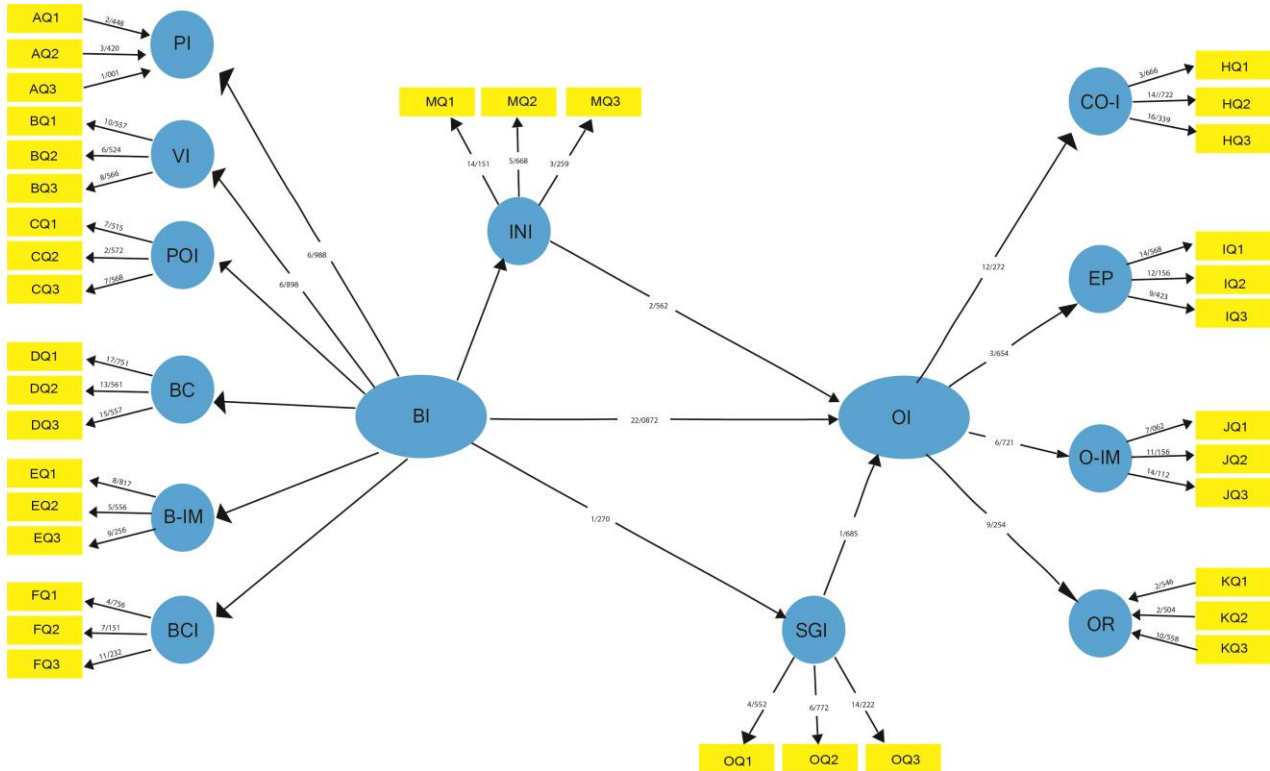 AQ1
2/448
AQ2
3/420
AQ3
1/001
PI
BQ1
10/557
BQ2
6/524
BQ3
8/566
VI
CQ1
7/515
CQ2
2/572
CQ3
7/568
POI
DQ1
17/751
DQ2
13/561
DQ3
15/557
BC
EQ1
8/817
EQ2
5/556
EQ3
9/256
B-IM
FQ1
4/756
FQ2
7/151
FQ3
11/232
BCI
6/988
6/898
BI
MQ1
MQ2
MQ3
14/151
5/668
3/259
INI
2/562
22/0872
1/270
1/685
SGI
4/552
6/772
14/222
OQ1
OQ2
OQ3
OI
12/272
3/654
6/721
9/254
CO-I
3/666
HQ1
14//722
HQ2
16/339
HQ3
EP
14/568
IQ1
12/156
IQ2
9/423
IQ3
O-IM
7/062
JQ1
11/156
JQ2
14/112
JQ3
OR
2/546
KQ1
2/504
KQ2
10/558
KQ3